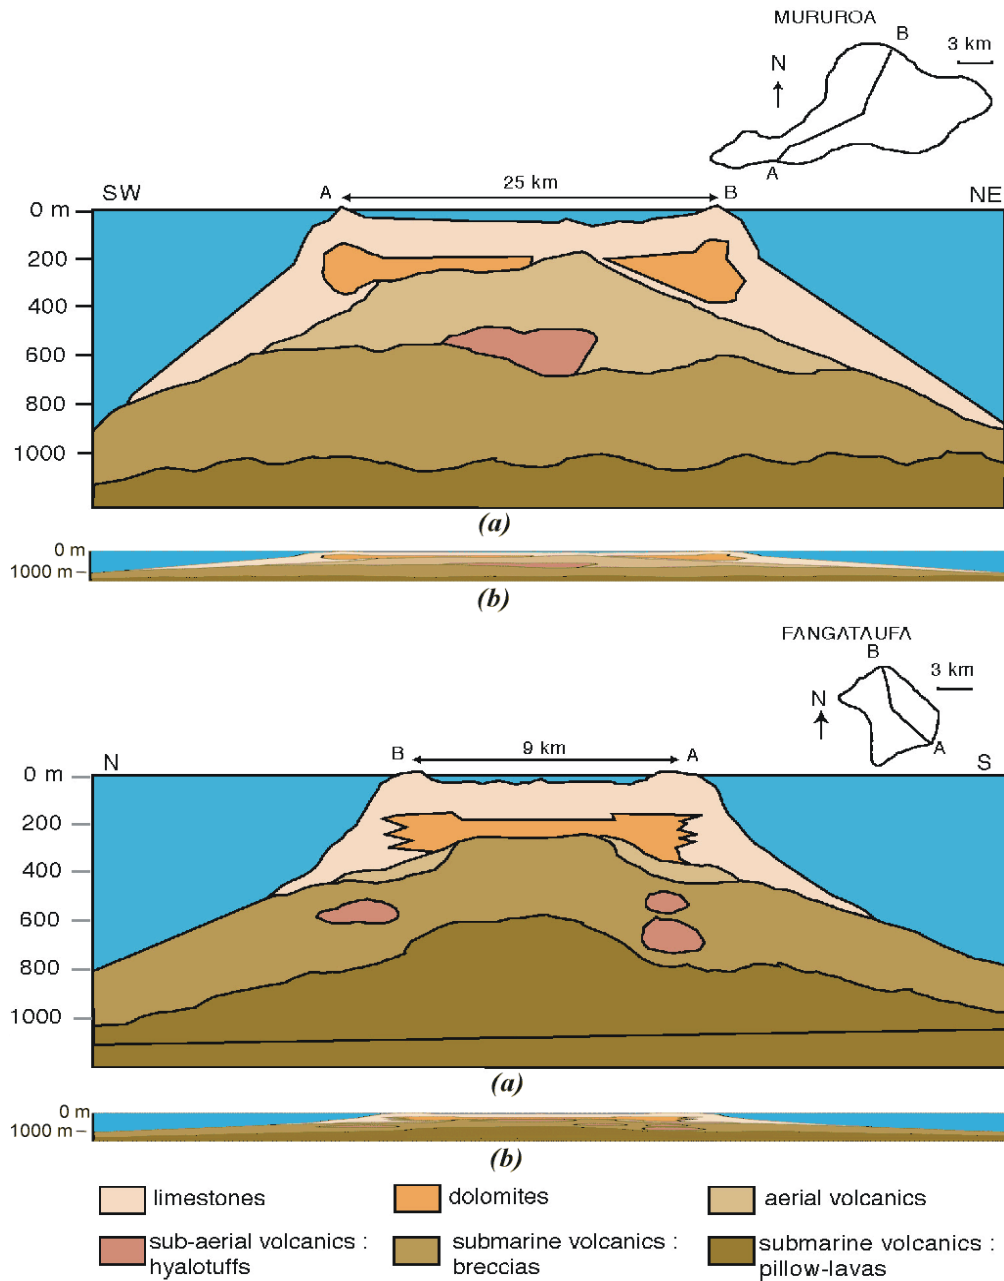 MURUROA
B
3 km
N
A
SW
A
25 km
B
NE
0 m
200
400
600
800
1000
(a)
0 m
1000 m
(b)
FANGATAUFA
B
3 km
N
A
N
B
9 km
A
S
0 m
200
400
600
800
1000
(a)
0 m
1000 m
(b)
limestones
dolomites
aerial volcanics
sub-aerial volcanics :
hyalotuffs
submarine volcanics :
breccias
submarine volcanics :
pillow-lavas